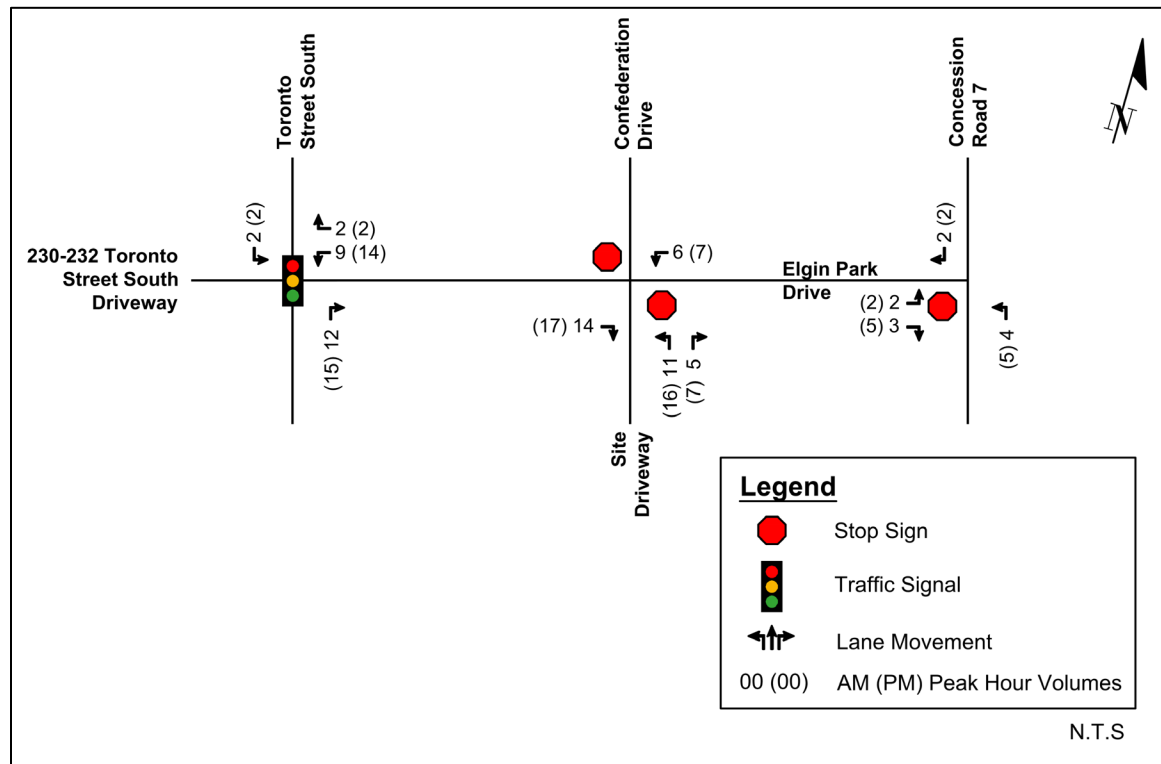 Toronto
Street South
Confederation
Drive
Concession
Road 7
N
2 (2)
2 (2)
9 (14)
230-232 Toronto
Street South
Driveway
(15) 12
6 (7)
(17) 14
(16) 11
(7) 5
Elgin Park
Drive
2 (2)
(2) 2
(5) 3
(5) 4
Site
Driveway
Legend
Stop Sign
Traffic Signal
Lane Movement
00 (00) AM (PM) Peak Hour Volumes
N.T.S